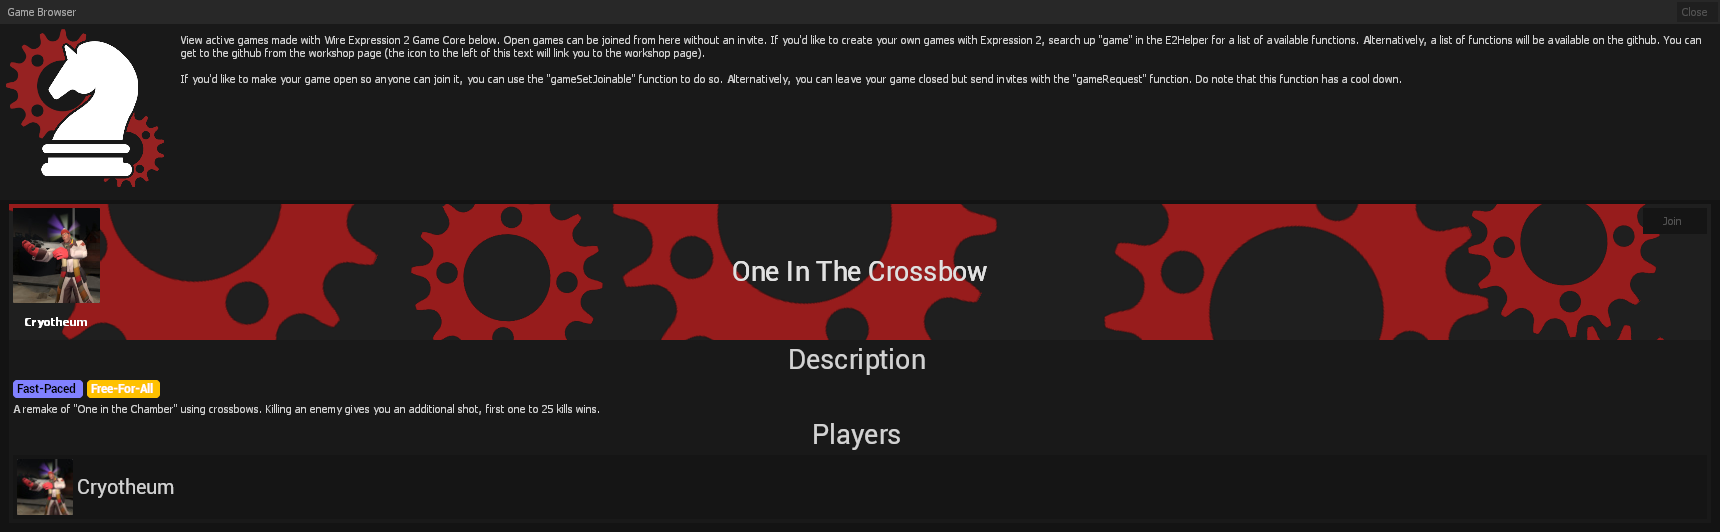 Game Browser
Close
View active games made with Wire Expression 2 Game Core below. Open games can be joined from here without an invite. If you'd like to create your own games with Expression 2, search up "game" in the E2Helper for a list of available functions. Alternatively, a list of functions will be available on the github. You can
get to the github from the workshop page (the icon to the left of this text will link you to the workshop page).
If you'd like to make your game open so anyone can join it, you can use the "gameSetJoinable" function to do so. Alternatively, you can leave your game closed but send invites with the "gameRequest" function. Do note that this function has a cool down.
Join
One In The Crossbow
Cryotheum
Description
Fast-Paced Free-For-All
A remake of "One in the Chamber" using crossbows. Killing an enemy gives you an additional shot, first one to 25 kills wins.
Players
Cryotheum